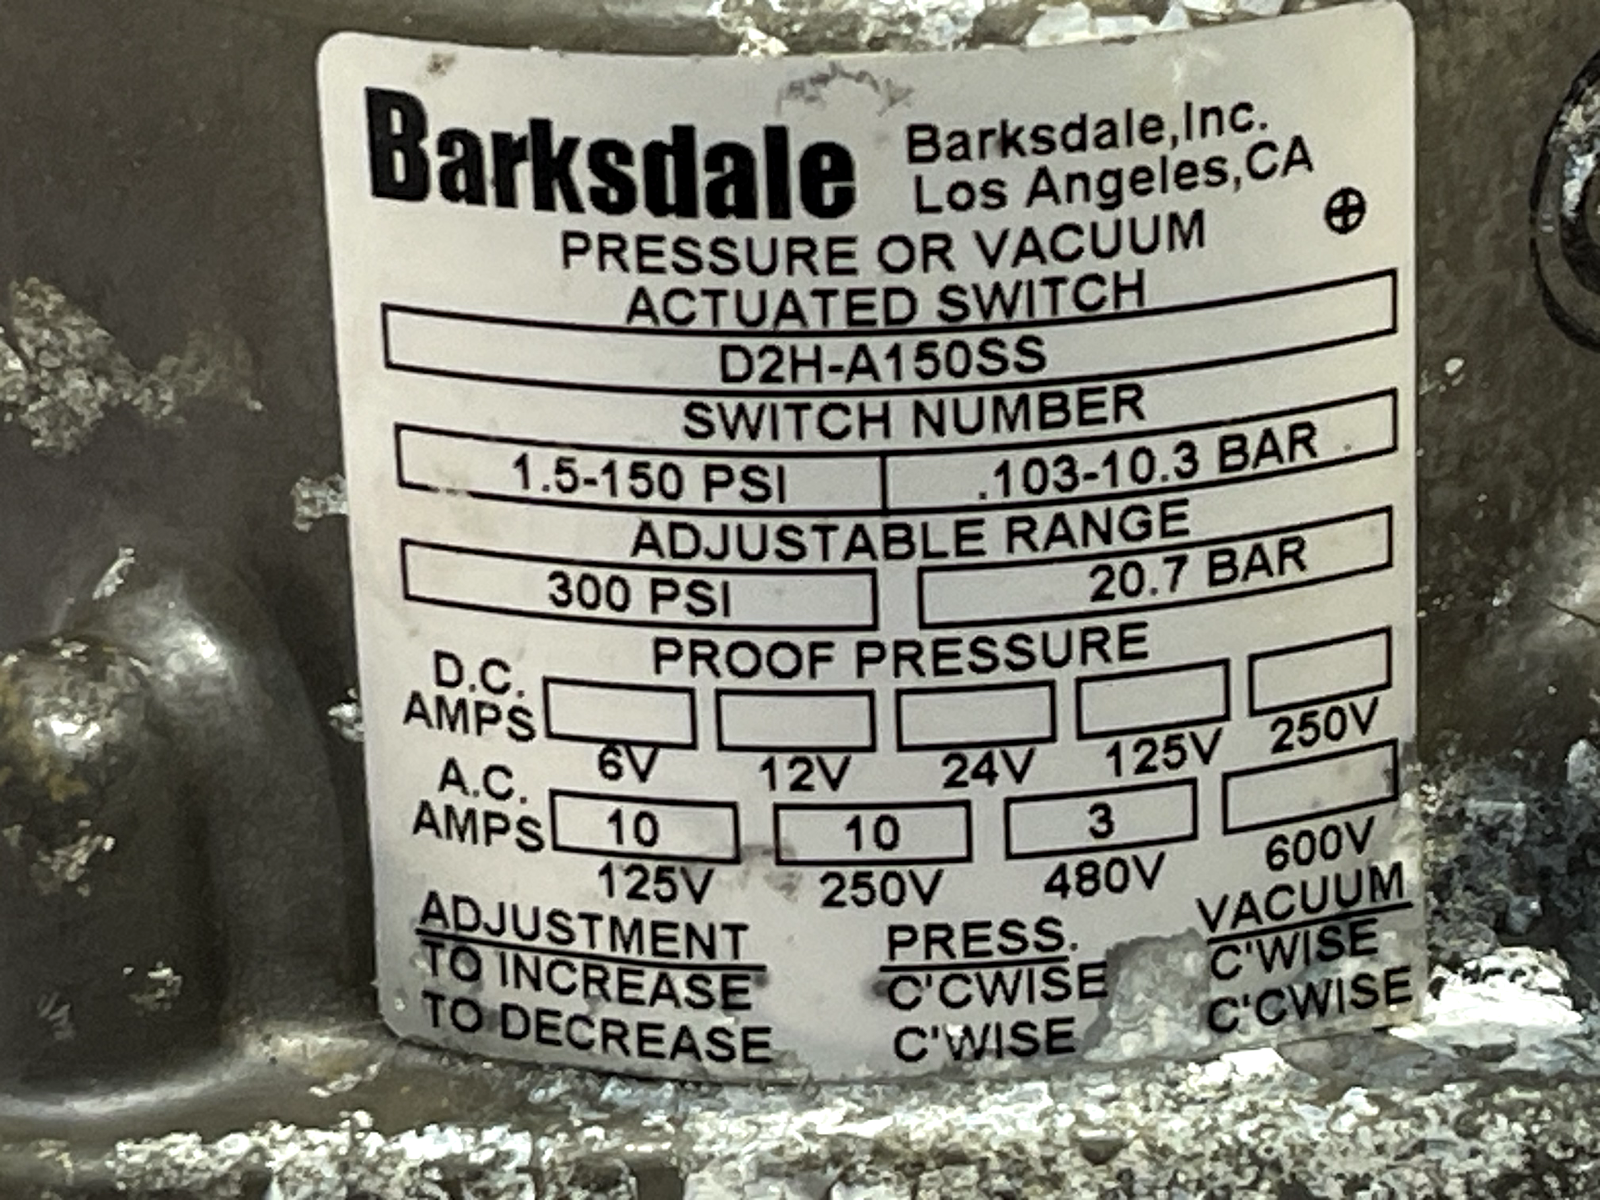 Barksdale
Barksdale,Inc.
Los Angeles,CA
PRESSURE OR VACUUM
ACTUATED SWITCH
D2H-A150SS
SWITCH NUMBER
1.5-150 PSI .103-10.3 BAR
ADJUSTABLE RANGE
300 PSI 20.7 BAR
PROOF PRESSURE
D.C.
AMPS
6V 12V 24V 125V 250V
A.C.
AMPS 10 10 3
125V 250V 480V 600V
ADJUSTMENT PRESS. VACUUM
TO INCREASE C'CWISE C'WISE
TO DECREASE C'WISE C'CWISE